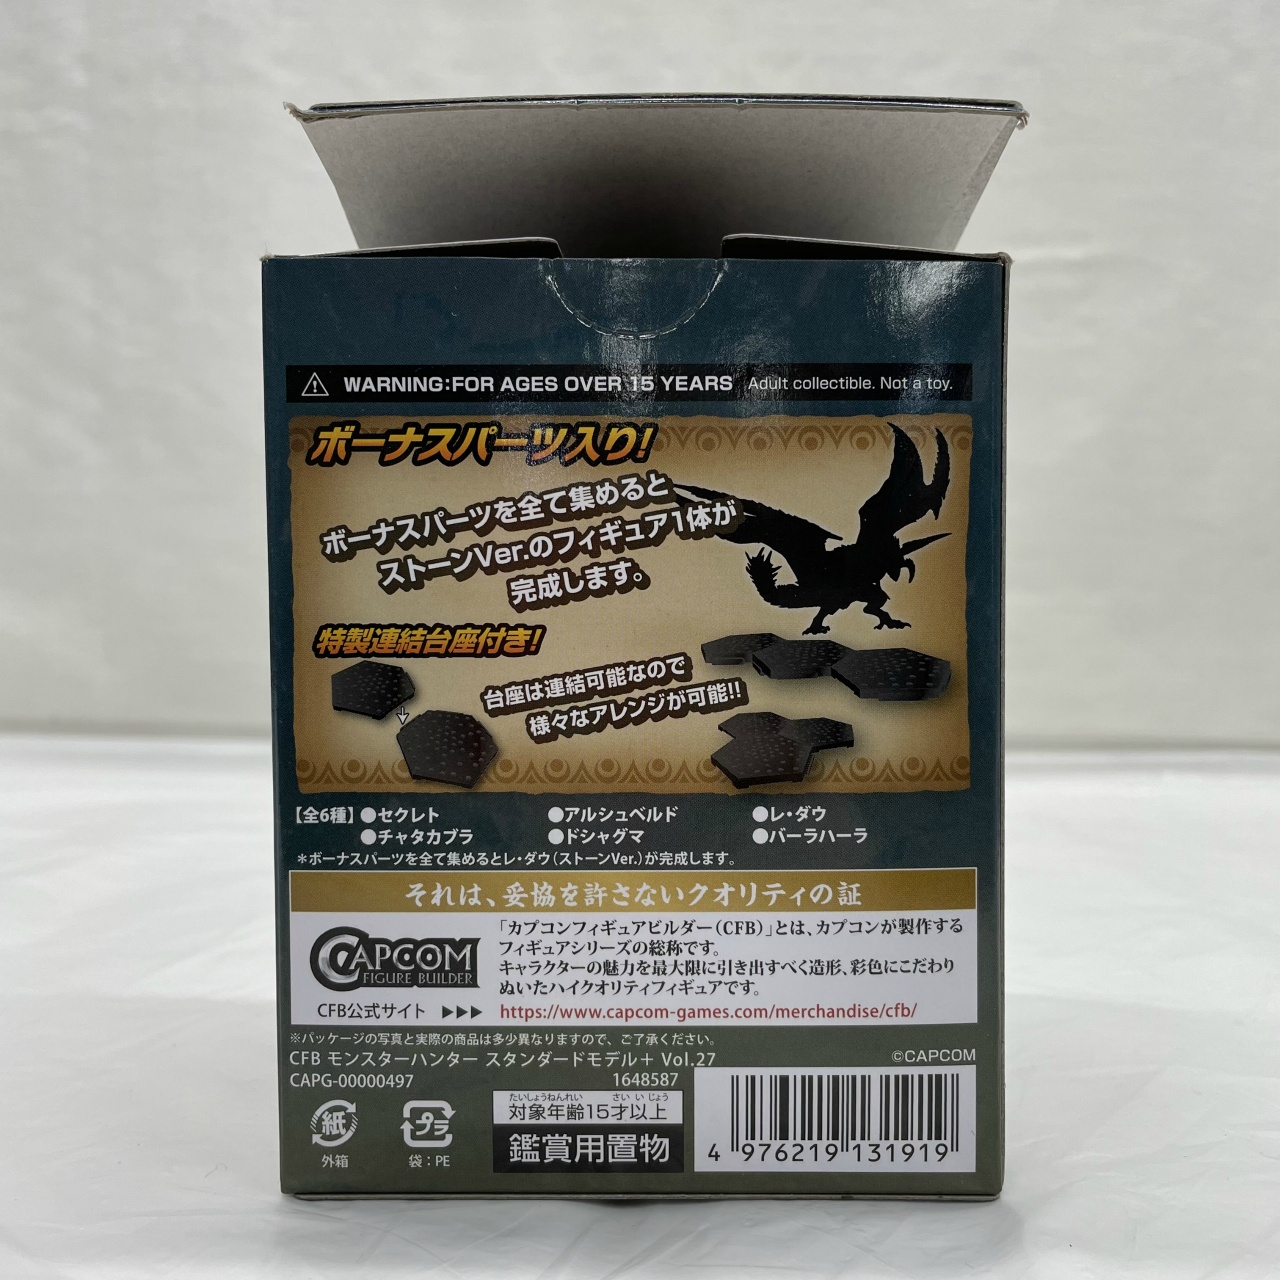 WARNING:FOR AGES OVER 15 YEARS Adult collectible. Not a toy.
ボーナスパーツ入り!
ボーナスパーツを全て集めると
ストーンVer.のフィギュア1体が
完成します。
特製連結台座付き!
台座は連結可能なので
様々なアレンジが可能!!
【全6種】●セクレト ●アルシュベルド ●レ・ダウ
●チャタカブラ ●ドシャグマ ●バーラハーラ
＊ボーナスパーツを全て集めるとレ・ダウ（ストーンVer.）が完成します。
それは、妥協を許さないクオリティの証
CAPCOM
FIGURE BUILDER
「カプコンフィギュアビルダー（CFB）」とは、カプコンが製作する
フィギュアシリーズの総称です。
キャラクターの魅力を最大限に引き出すべく造形、彩色にこだわり
ぬいたハイクオリティフィギュアです。
CFB公式サイト ▶▶▶ https://www.capcom-games.com/merchandise/cfb/
※パッケージの写真と実際の商品は多少異なりますので、ご了承ください。
CFB モンスターハンター スタンダードモデル＋ Vol.27
©CAPCOM
CAPG-00000497 1648587
紙
外箱
プラ
袋：PE
たいしょうねんれい さい いじょう
対象年齢15才以上
鑑賞用置物
4 976219 131919